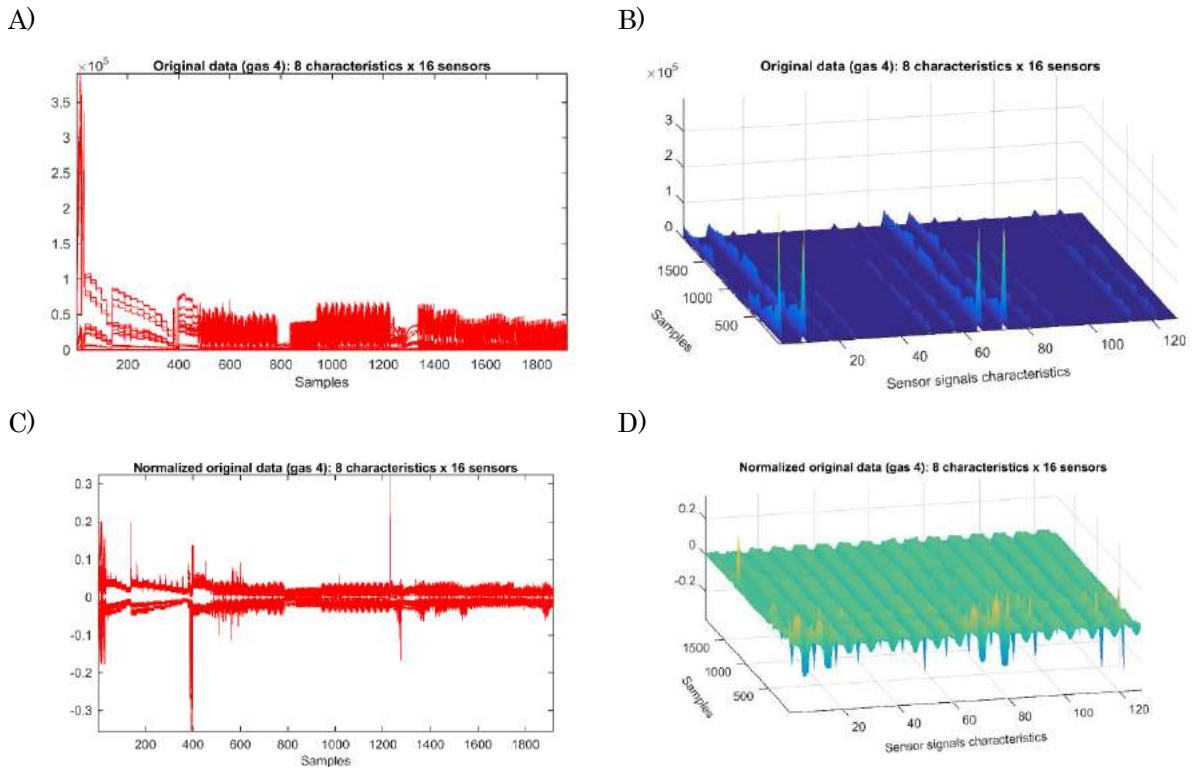 A)
Original data (gas 4): 8 characteristics x 16 sensors
×10⁵
3.5
3
2.5
2
1.5
1
0.5
0
200 400 600 800 1000 1200 1400 1600 1800
Samples
B)
Original data (gas 4): 8 characteristics x 16 sensors
×10⁵
3
2
1
0
1500
1000
500
Samples
20 40 60 80 100 120
Sensor signals characteristics
C)
Normalized original data (gas 4): 8 characteristics x 16 sensors
0.3
0.2
0.1
0
-0.1
-0.2
-0.3
200 400 600 800 1000 1200 1400 1600 1800
Samples
D)
Normalized original data (gas 4): 8 characteristics x 16 sensors
0.2
0
-0.2
1500
1000
500
Samples
20 40 60 80 100 120
Sensor signals characteristics